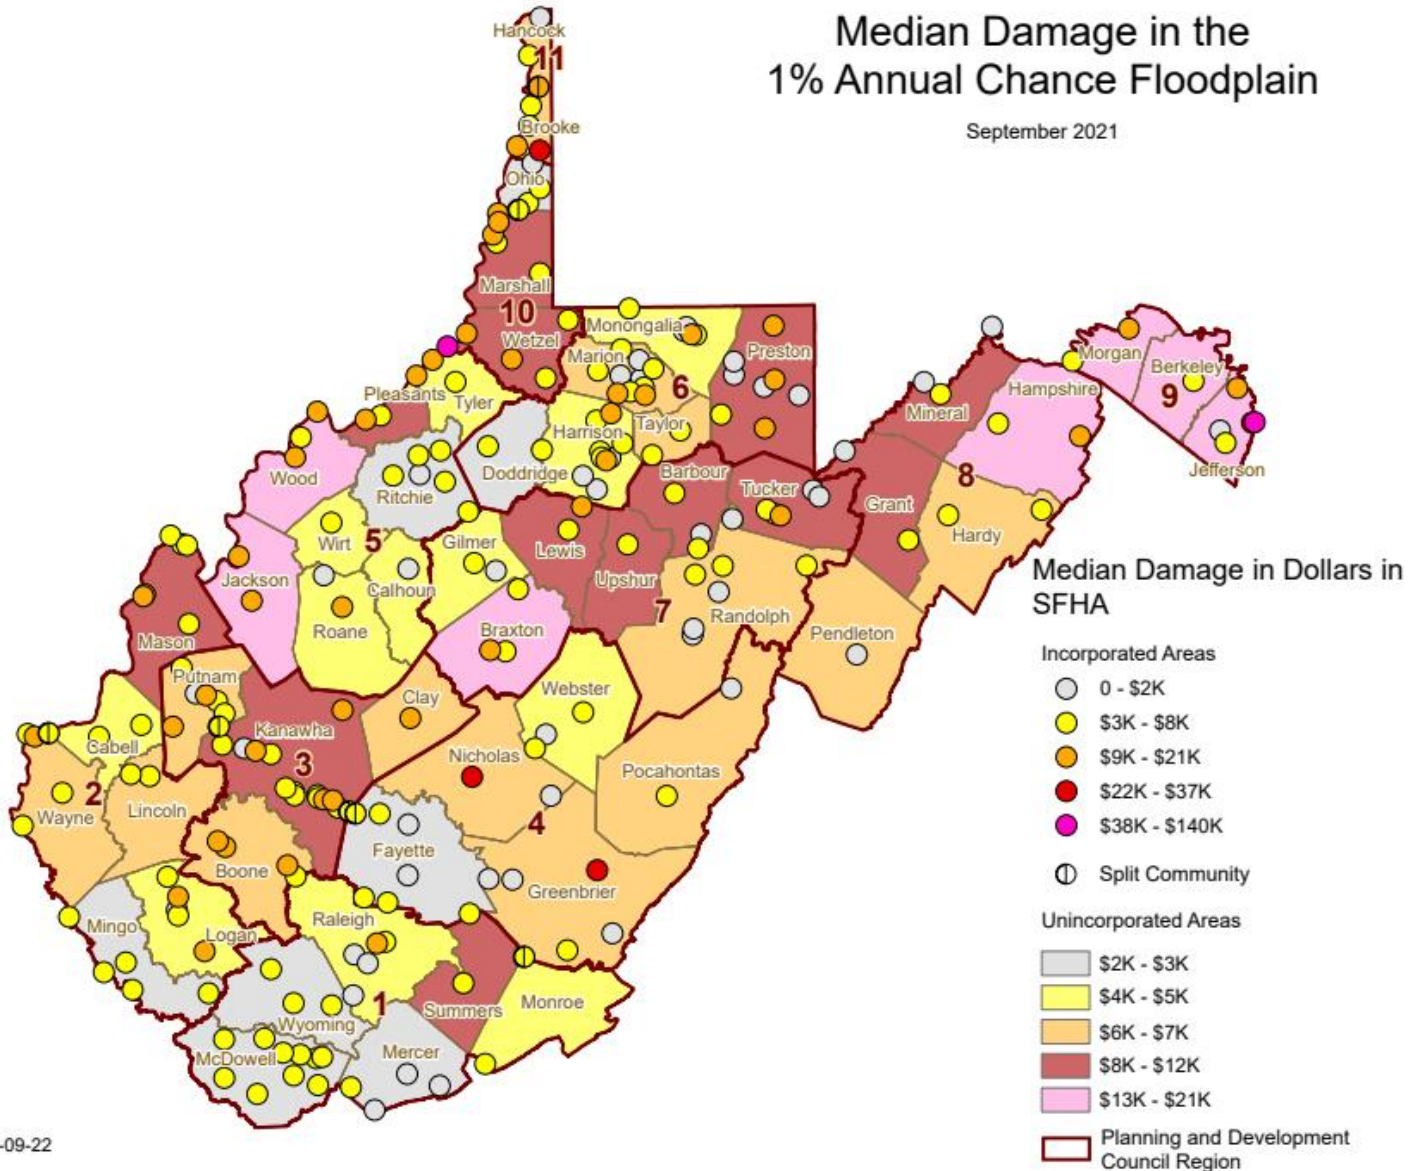 Median Damage in the
1% Annual Chance Floodplain
September 2021
Hancock
11
Brooke
Ohio
Marshall
10
Wetzel
Monongalia
Marion
Preston
6
Pleasants
Tyler
Harrison
Taylor
Doddridge
Wood
Ritchie
Barbour
Tucker
Morgan
Berkeley
9
Hampshire
Mineral
Jefferson
8
Grant
Hardy
Wirt
5
Gilmer
Lewis
Jackson
Calhoun
Upshur
7
Roane
Braxton
Randolph
Pendleton
Mason
Putnam
Clay
Webster
Cabell
Kanawha
3
Nicholas
Pocahontas
2
Wayne
Lincoln
4
Fayette
Boone
Greenbrier
Mingo
Logan
Raleigh
1
Summers
Monroe
Wyoming
McDowell
Mercer
Median Damage in Dollars in
SFHA
Incorporated Areas
0 - $2K
$3K - $8K
$9K - $21K
$22K - $37K
$38K - $140K
Split Community
Unincorporated Areas
$2K - $3K
$4K - $5K
$6K - $7K
$8K - $12K
$13K - $21K
Planning and Development
Council Region
-09-22